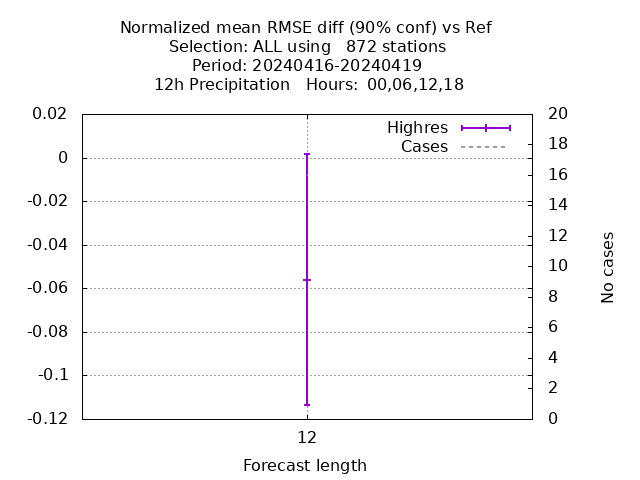 Normalized mean RMSE diff (90% conf) vs Ref
Selection: ALL using   872 stations
Period: 20240416-20240419
12h Precipitation   Hours:  00,06,12,18
Highres
Cases
0.02
0
-0.02
-0.04
-0.06
-0.08
-0.1
-0.12
20
18
16
14
12
10
8
6
4
2
0
No cases
12
Forecast length